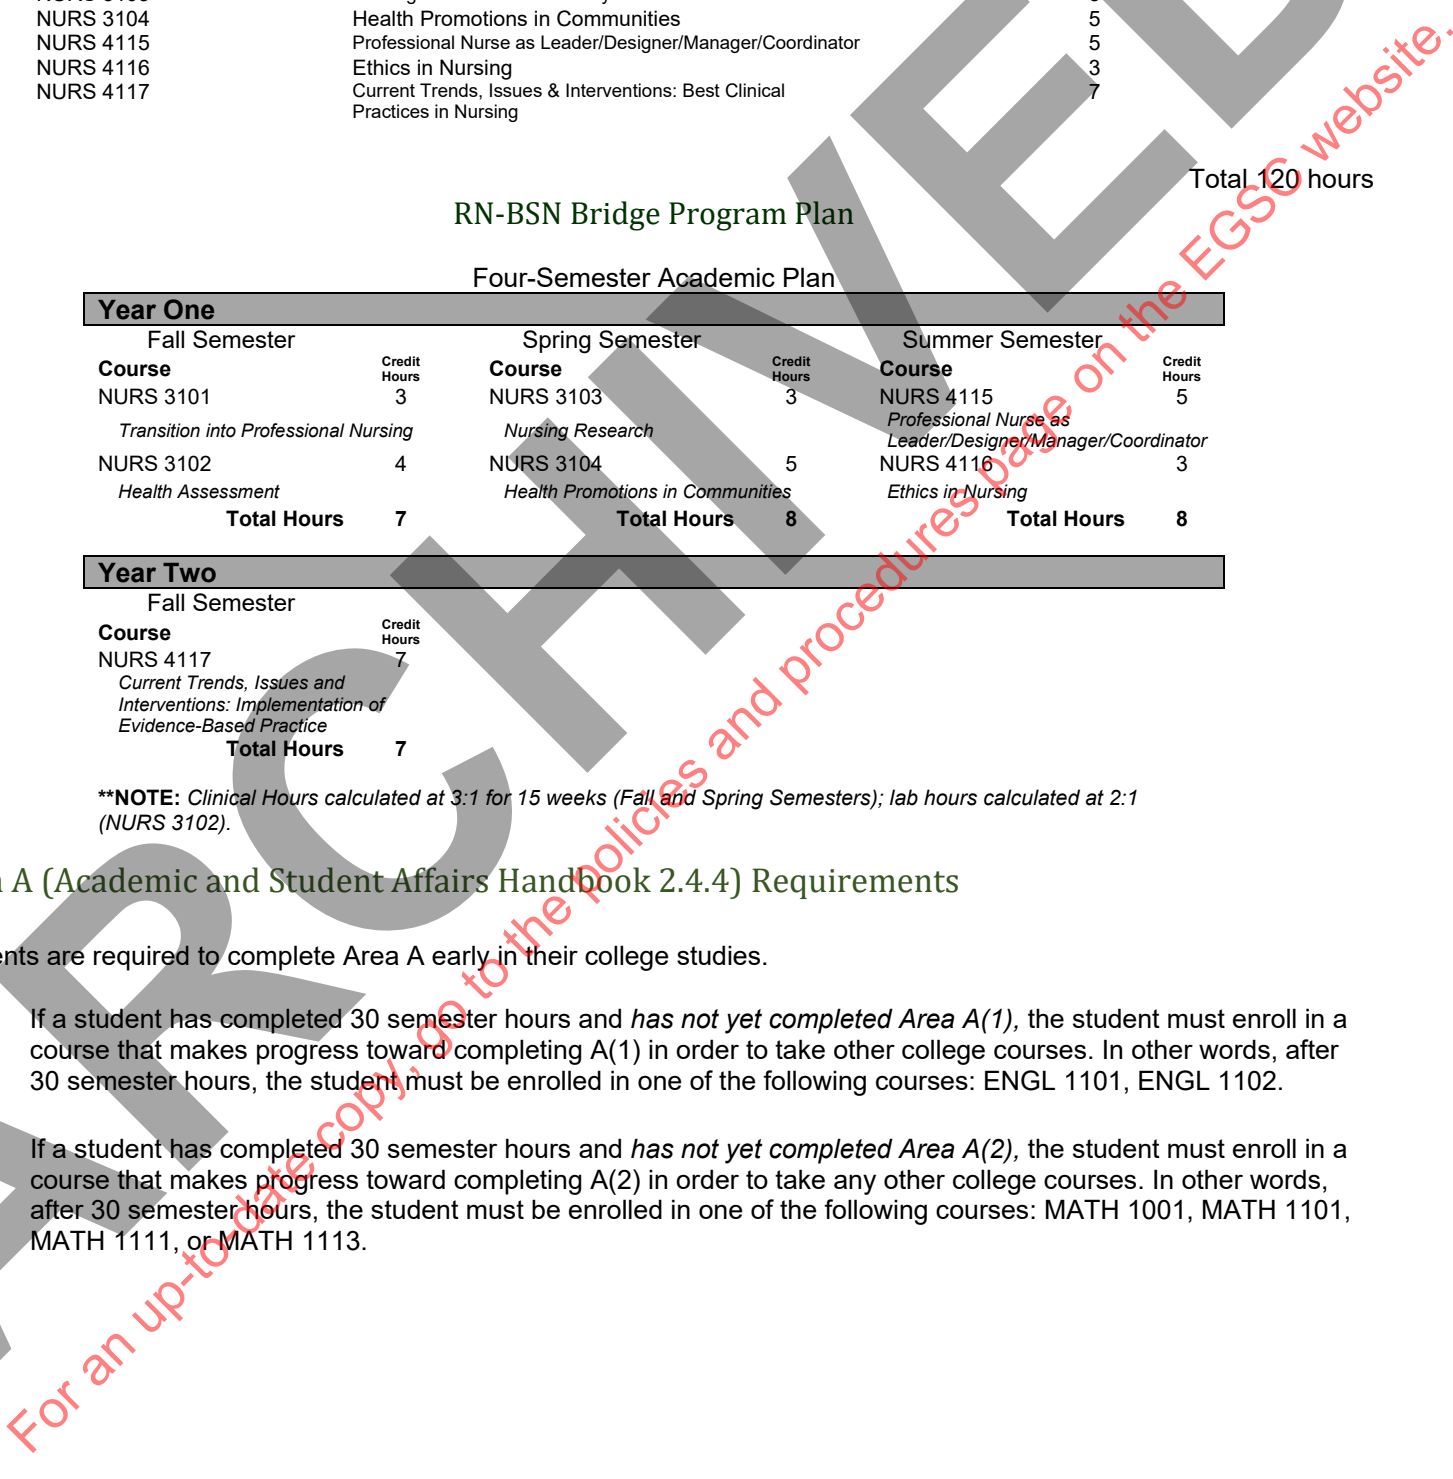 NURS 3104 Health Promotions in Communities 5
NURS 4115 Professional Nurse as Leader/Designer/Manager/Coordinator 5
NURS 4116 Ethics in Nursing 3
NURS 4117 Current Trends, Issues & Interventions: Best Clinical 7
Practices in Nursing
Total 120 hours
RN-BSN Bridge Program Plan
Four-Semester Academic Plan
Year One
Fall Semester Spring Semester Summer Semester
Course Credit Hours Course Credit Hours Course Credit Hours
NURS 3101 3 NURS 3103 3 NURS 4115 5
Transition into Professional Nursing Nursing Research Professional Nurse as
Leader/Designer/Manager/Coordinator
NURS 3102 4 NURS 3104 5 NURS 4116 3
Health Assessment Health Promotions in Communities Ethics in Nursing
Total Hours 7 Total Hours 8 Total Hours 8
Year Two
Fall Semester
Course Credit Hours
NURS 4117 7
Current Trends, Issues and
Interventions: Implementation of
Evidence-Based Practice
Total Hours 7
**NOTE: Clinical Hours calculated at 3:1 for 15 weeks (Fall and Spring Semesters); lab hours calculated at 2:1
(NURS 3102).
A (Academic and Student Affairs Handbook 2.4.4) Requirements
ents are required to complete Area A early in their college studies.
If a student has completed 30 semester hours and has not yet completed Area A(1), the student must enroll in a
course that makes progress toward completing A(1) in order to take other college courses. In other words, after
30 semester hours, the student must be enrolled in one of the following courses: ENGL 1101, ENGL 1102.
If a student has completed 30 semester hours and has not yet completed Area A(2), the student must enroll in a
course that makes progress toward completing A(2) in order to take any other college courses. In other words,
after 30 semester hours, the student must be enrolled in one of the following courses: MATH 1001, MATH 1101,
MATH 1111, or MATH 1113.
ARCHIVED
For an up-to-date copy, go to the policies and procedures page on the EGSC website.